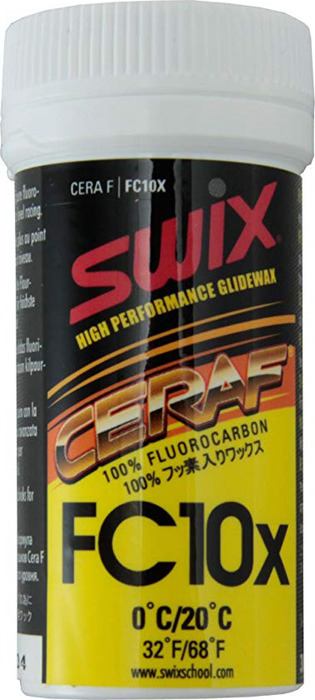 CERA F | FC10X
SWIX
HIGH PERFORMANCE GLIDEWAX
CERAF
100% FLUOROCARBON
100% フッ素入りワックス
FC10x
0°C/20°C
32°F/68°F
www.swixschool.com